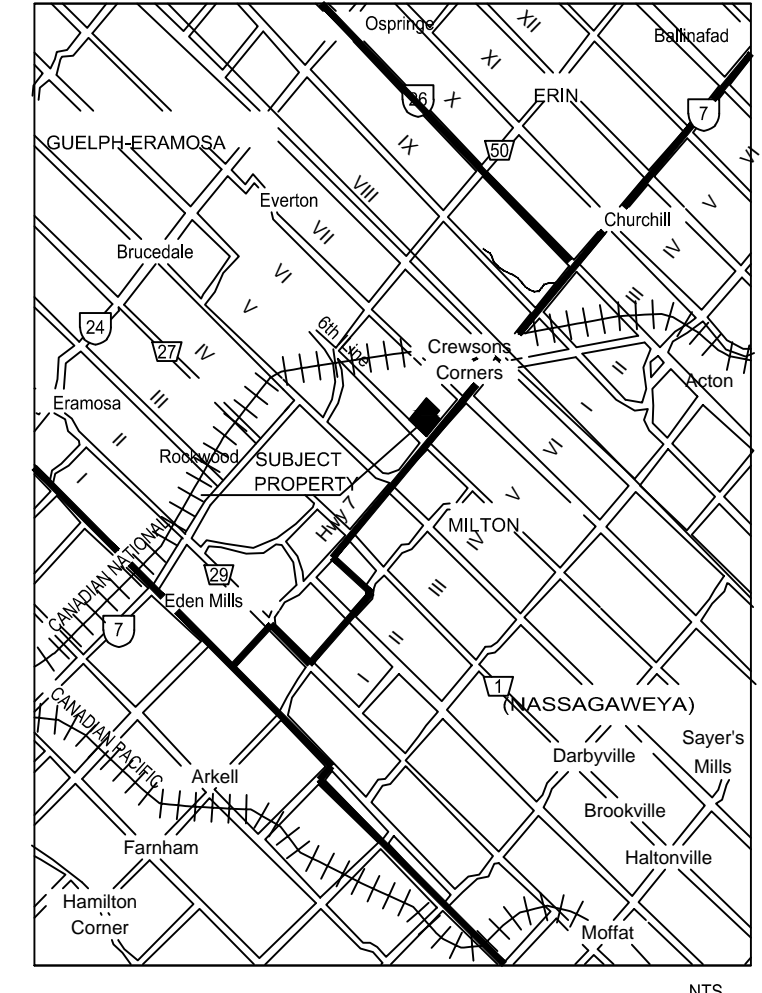 Ospringe
XII
Ballinafad
XI
26
X
ERIN
7
GUELPH-ERAMOSA
IX
50
VI
VIII
Everton
V
Churchill
VII
IV
Brucedale
VI
III
V
24
6th Line
27
IV
Crewsons
Corners
II
Acton
III
Eramosa
I
II
VI
Rockwood
SUBJECT
PROPERTY
I
V
Hwy 7
MILTON
IV
CANADIAN NATIONAL
29
III
Eden Mills
7
II
I
1
(NASSAGAWEYA)
CANADIAN PACIFIC
Sayer's
Mills
Darbyville
Arkell
Brookville
Farnham
Haltonville
Hamilton
Corner
Moffat
NTS